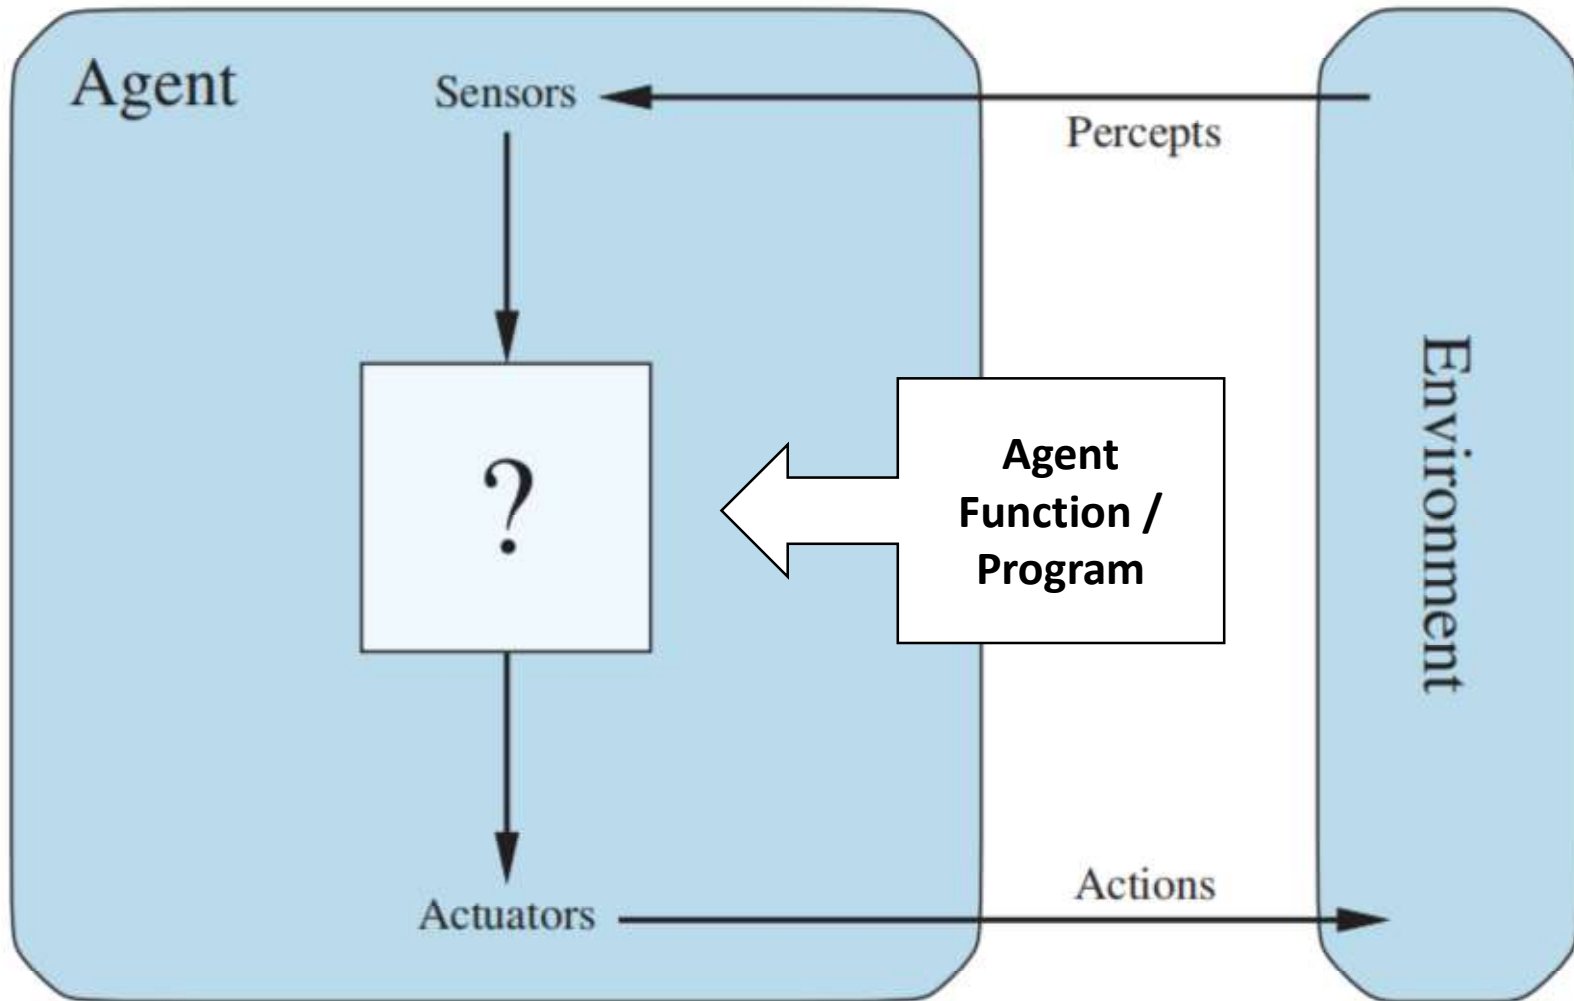 Agent
Sensors
Percepts
?
Agent
Function /
Program
Environment
Actions
Actuators